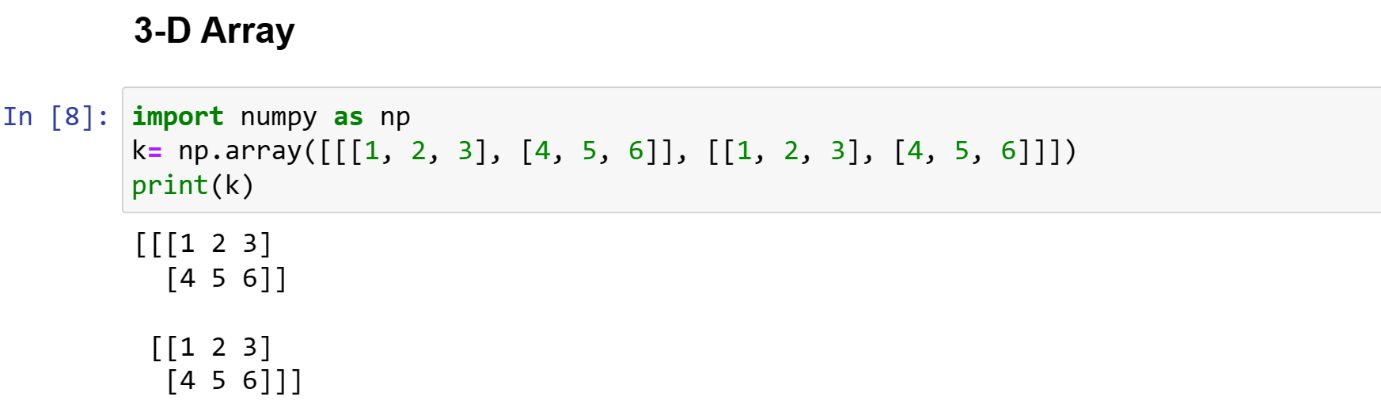 3-D Array
In [8]: import numpy as np
k= np.array([[[1, 2, 3], [4, 5, 6]], [[1, 2, 3], [4, 5, 6]]])
print(k)
[[[1 2 3]
  [4 5 6]]

 [[1 2 3]
  [4 5 6]]]